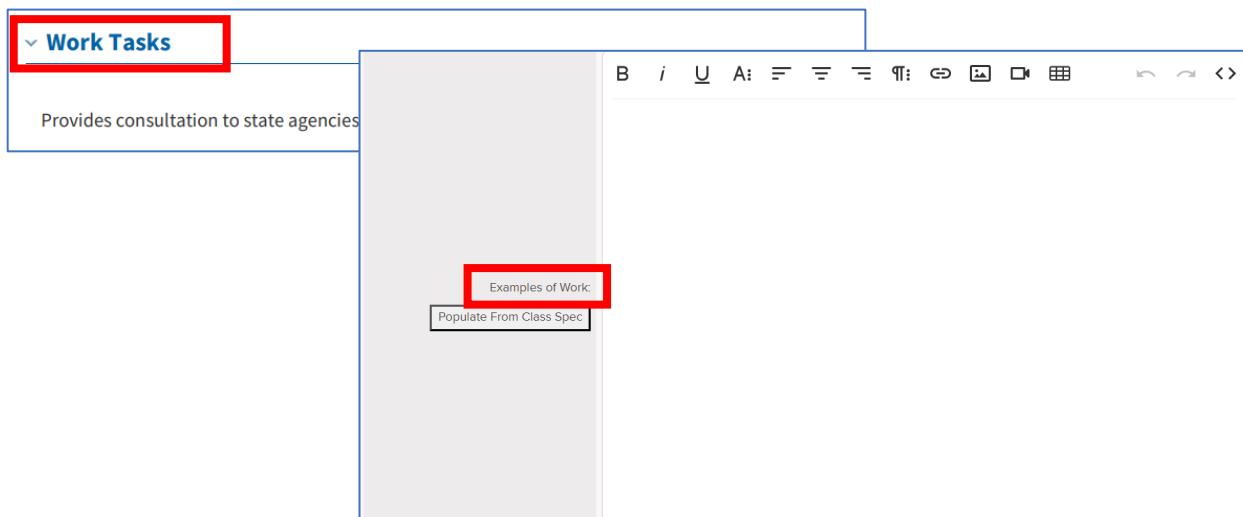 Work Tasks
Provides consultation to state agencies
B i U A
Examples of Work:
Populate From Class Spec